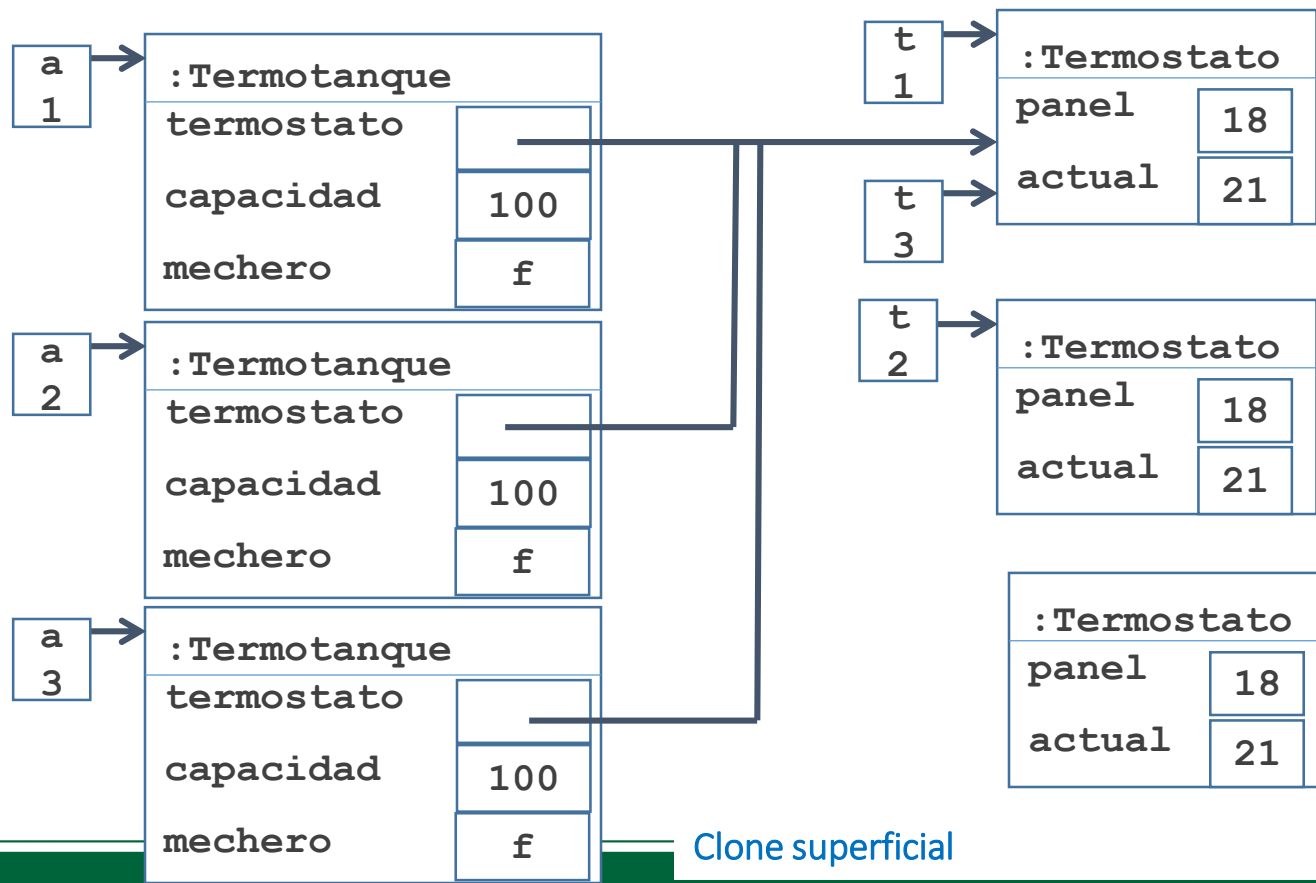 a
1
:Termotanque
termostato
capacidad 100
mechero f
a
2
:Termotanque
termostato
capacidad 100
mechero f
a
3
:Termotanque
termostato
capacidad 100
mechero f
t
1
:Termostato
panel 18
actual 21
t
3
t
2
:Termostato
panel 18
actual 21
:Termostato
panel 18
actual 21
Clone superficial